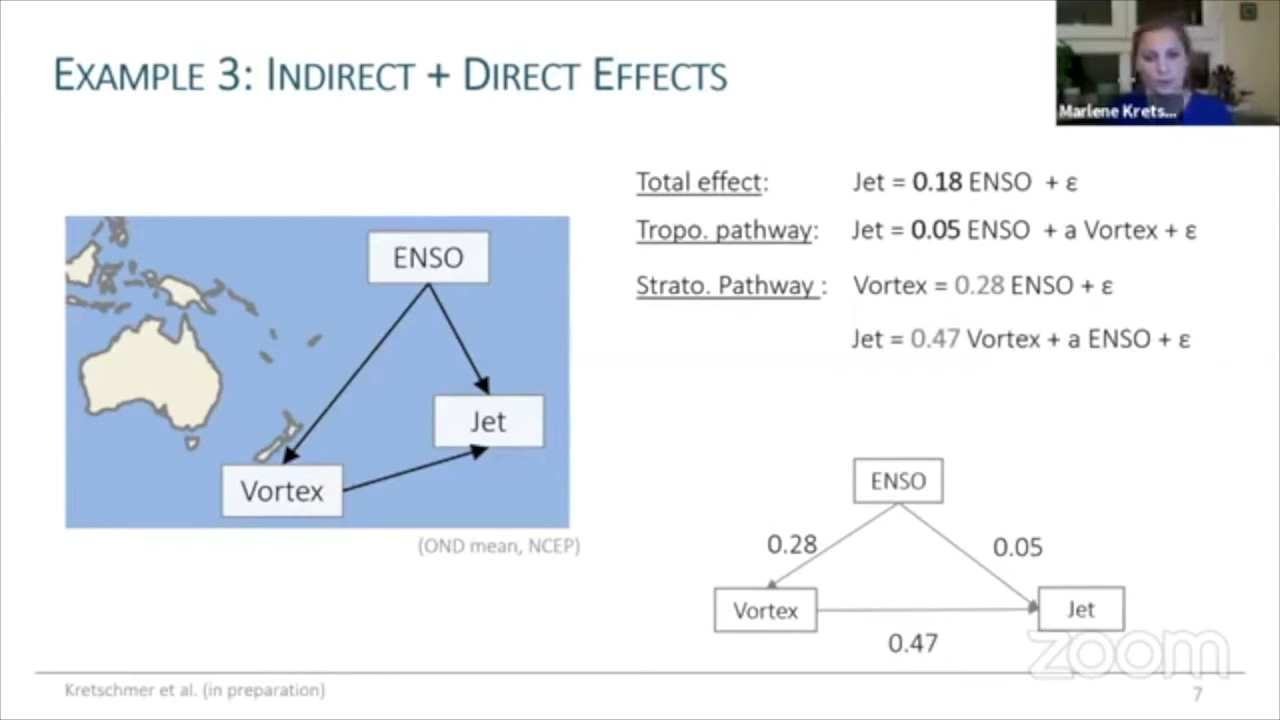 EXAMPLE 3: INDIRECT + DIRECT EFFECTS
Marlene Krets...
Total effect: Jet = 0.18 ENSO + ε
Tropo. pathway: Jet = 0.05 ENSO + a Vortex + ε
Strato. Pathway : Vortex = 0.28 ENSO + ε
Jet = 0.47 Vortex + a ENSO + ε
ENSO
Jet
Vortex
(OND mean, NCEP)
ENSO
0.28
0.05
Vortex
Jet
0.47
zoom
Kretschmer et al. (in preparation)
7